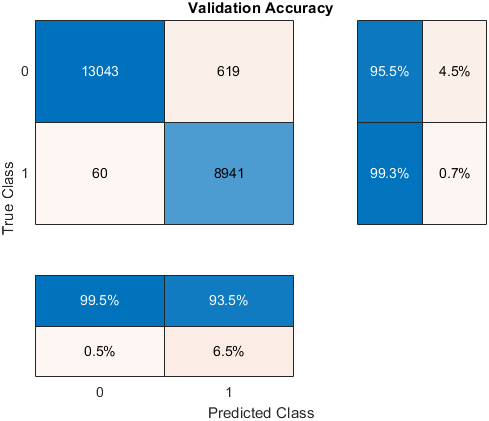 Validation Accuracy
0 13043 619 95.5% 4.5%
1 60 8941 99.3% 0.7%
True Class
99.5% 93.5%
0.5% 6.5%
0 1
Predicted Class